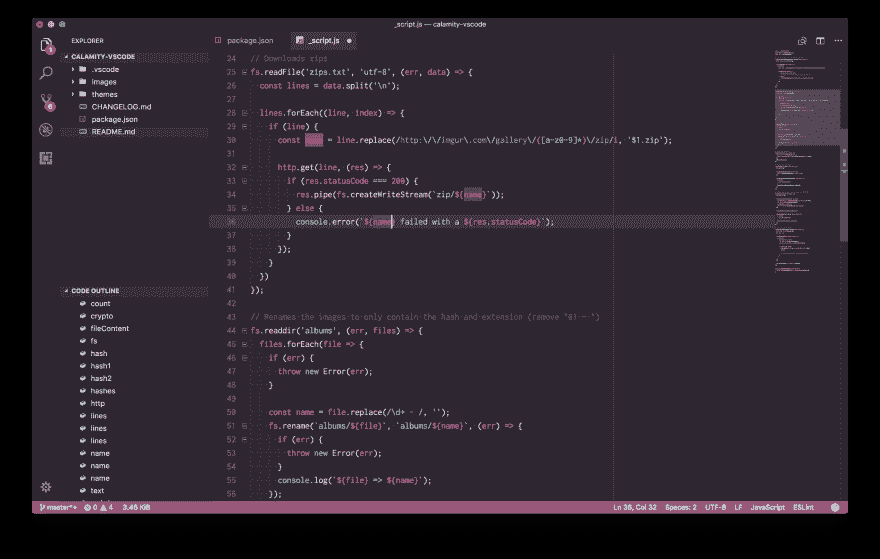 _script.js — calamity-vscode
EXPLORER
CALAMITY-VSCODE
.vscode
images
themes
CHANGELOG.md
package.json
README.md
CODE OUTLINE
count
crypto
fileContent
fs
hash
hash1
hash2
hashes
http
lines
lines
lines
name
name
name
text
package.json
_script.js
24 // Downloads zips
25 fs.readFile('zips.txt', 'utf-8', (err, data) => {
26 const lines = data.split('\n');
27
28 lines.forEach((line, index) => {
29 if (line) {
30 const = line.replace(/http:\/\/imgur\.com\/gallery\/([a-z0-9]*)\/zip/i, '$1.zip');
31
32 http.get(line, (res) => {
33 if (res.statusCode === 200) {
34 res.pipe(fs.createWriteStream(`zip/${name}`));
35 } else {
36 console.error(`${name} failed with a ${res.statusCode}`);
37 }
38 });
39 }
40 })
41 });
42
43 // Renames the images to only contain the hash and extension (remove "01 - ")
44 fs.readdir('albums', (err, files) => {
45 files.forEach(file => {
46 if (err) {
47 throw new Error(err);
48 }
49
50 const name = file.replace(/\d+ - /, '');
51 fs.rename(`albums/${file}`, `albums/${name}`, (err) => {
52 if (err) {
53 throw new Error(err);
54 }
55 console.log(`${file} => ${name}`);
56 });
master*+ 0 4 3.46 KiB
Ln 36, Col 32 Spaces: 2 UTF-8 LF JavaScript ESLint